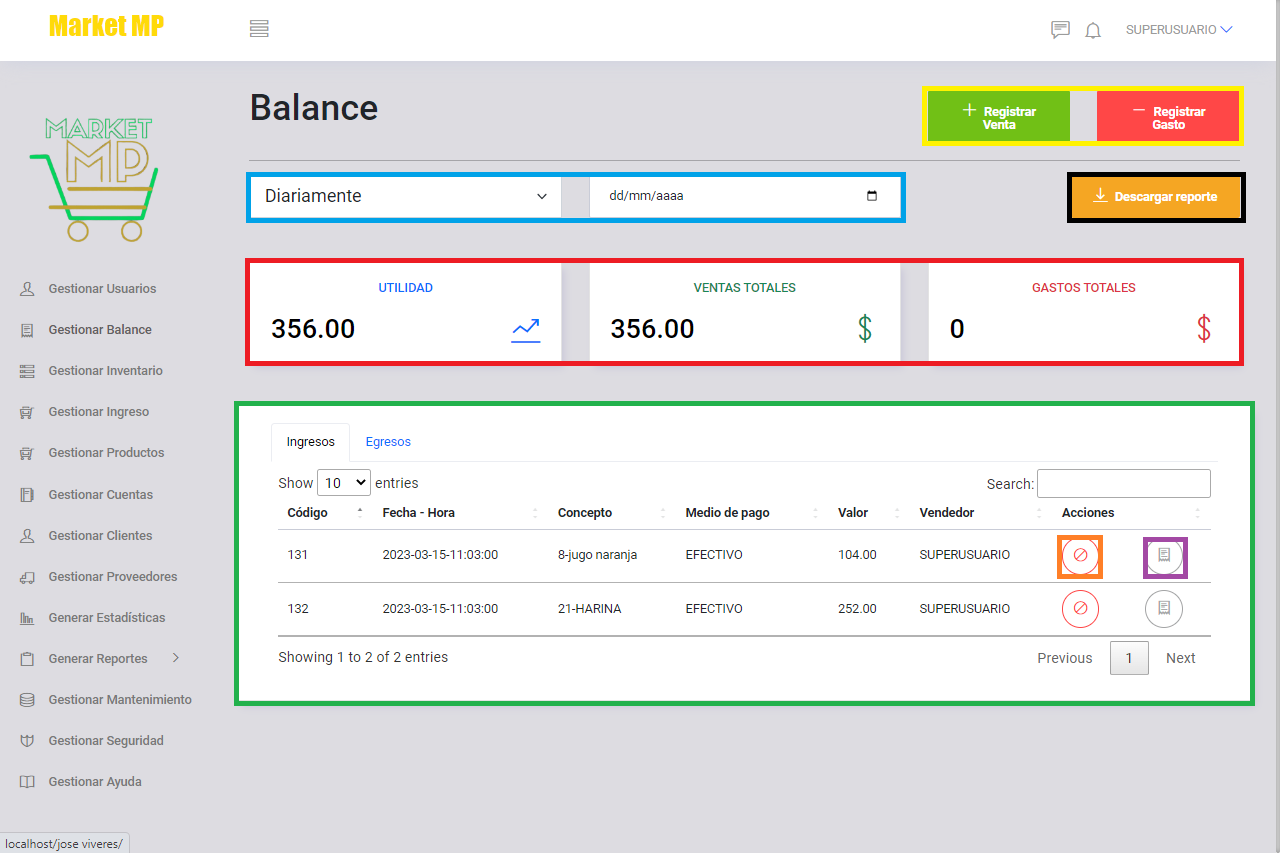 Market MP
SUPERUSUARIO
MARKET
MP
Balance
Registrar
Venta
Registrar
Gasto
Diariamente
dd/mm/aaaa
Descargar reporte
UTILIDAD
VENTAS TOTALES
GASTOS TOTALES
356.00
356.00
$
0
$
Gestionar Usuarios
Gestionar Balance
Gestionar Inventario
Gestionar Ingreso
Gestionar Productos
Gestionar Cuentas
Gestionar Clientes
Gestionar Proveedores
Generar Estadísticas
Generar Reportes
Gestionar Mantenimiento
Gestionar Seguridad
Gestionar Ayuda
Ingresos Egresos
Show 10 entries Search:
Código Fecha - Hora Concepto Medio de pago Valor Vendedor Acciones
131 2023-03-15-11:03:00 8-jugo naranja EFECTIVO 104.00 SUPERUSUARIO
132 2023-03-15-11:03:00 21-HARINA EFECTIVO 252.00 SUPERUSUARIO
Showing 1 to 2 of 2 entries Previous 1 Next
localhost/jose viveres/